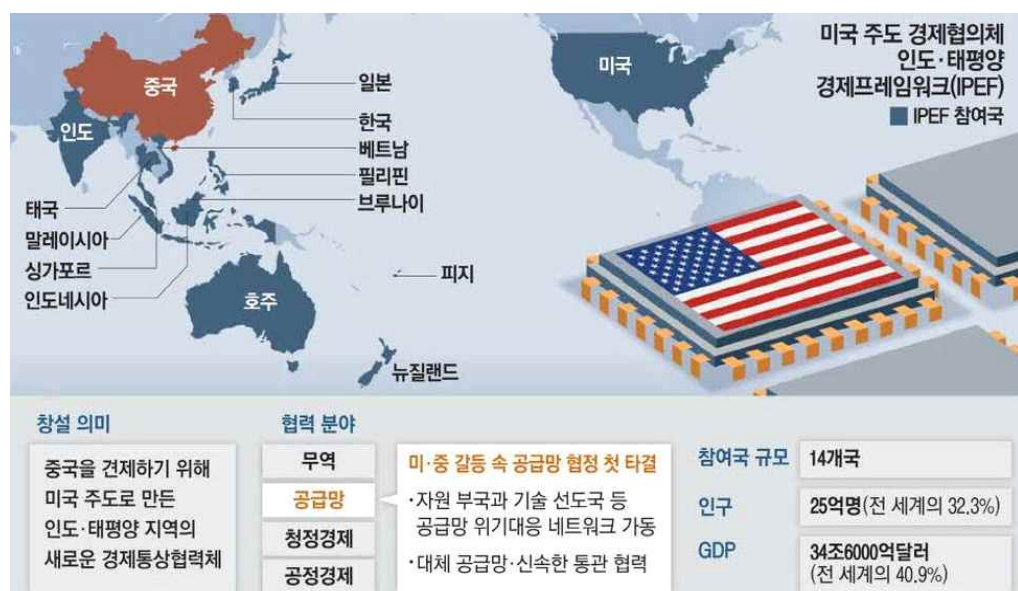 미국 주도 경제협의체
인도·태평양
경제프레임워크(IPEF)
IPEF 참여국
중국
인도
미국
일본
한국
베트남
필리핀
브루나이
태국
말레이시아
싱가포르
인도네시아
호주
피지
뉴질랜드
창설 의미
중국을 견제하기 위해
미국 주도로 만든
인도·태평양 지역의
새로운 경제통상협력체
협력 분야
무역
공급망
청정경제
공정경제
미·중 갈등 속 공급망 협정 첫 타결
·자원 부국과 기술 선도국 등
공급망 위기대응 네트워크 가동
·대체 공급망·신속한 통관 협력
참여국 규모
14개국
인구
25억명(전 세계의 32.3%)
GDP
34조6000억달러
(전 세계의 40.9%)